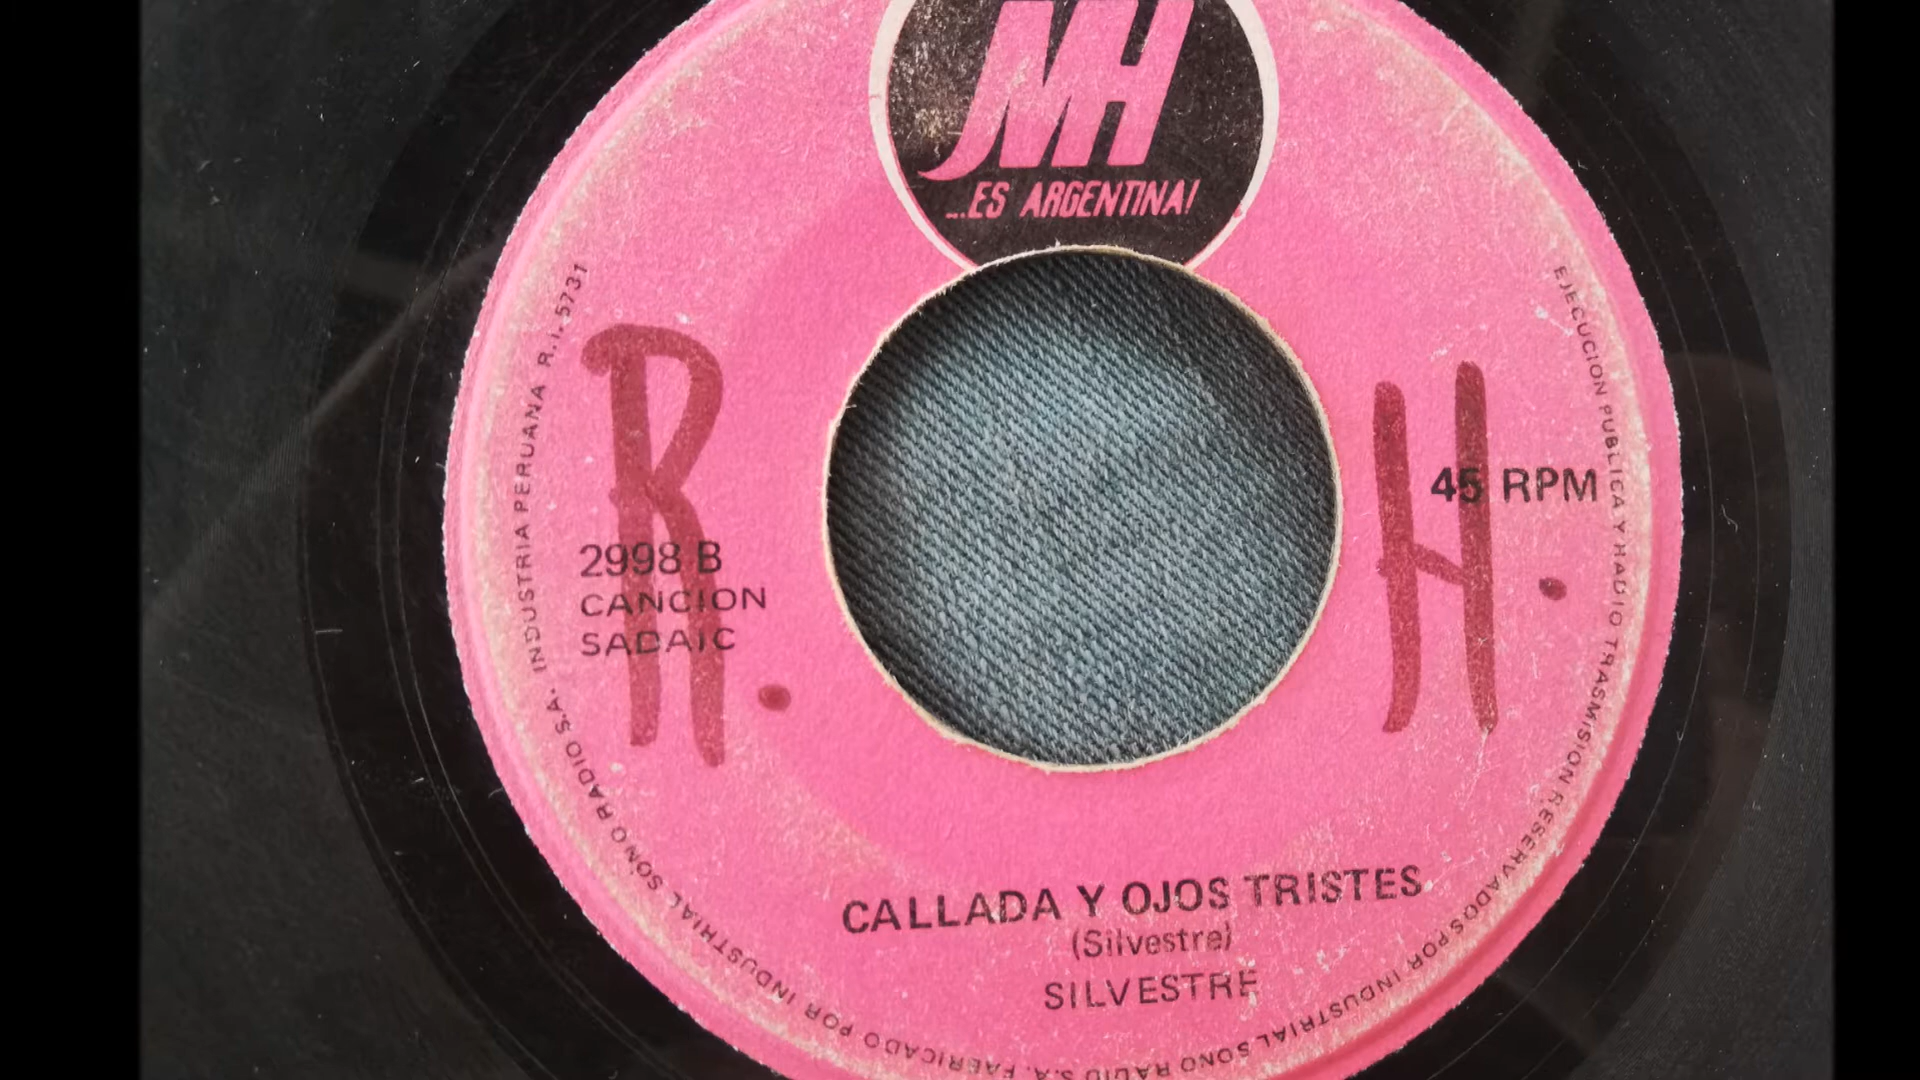 MH
...ES ARGENTINA!
R. H.
45 RPM
2998 B
CANCION
SADAIC
CALLADA Y OJOS TRISTES
(Silvestre)
SILVESTRE
INDUSTRIA PERUANA R.I. 5731
EJECUCION PUBLICA Y RADIO TRASMISION RESERVADOS POR INDUSTRIAL SONO RADIO S.A. FABRICADO POR INDUSTRIAL SONO RADIO S.A.